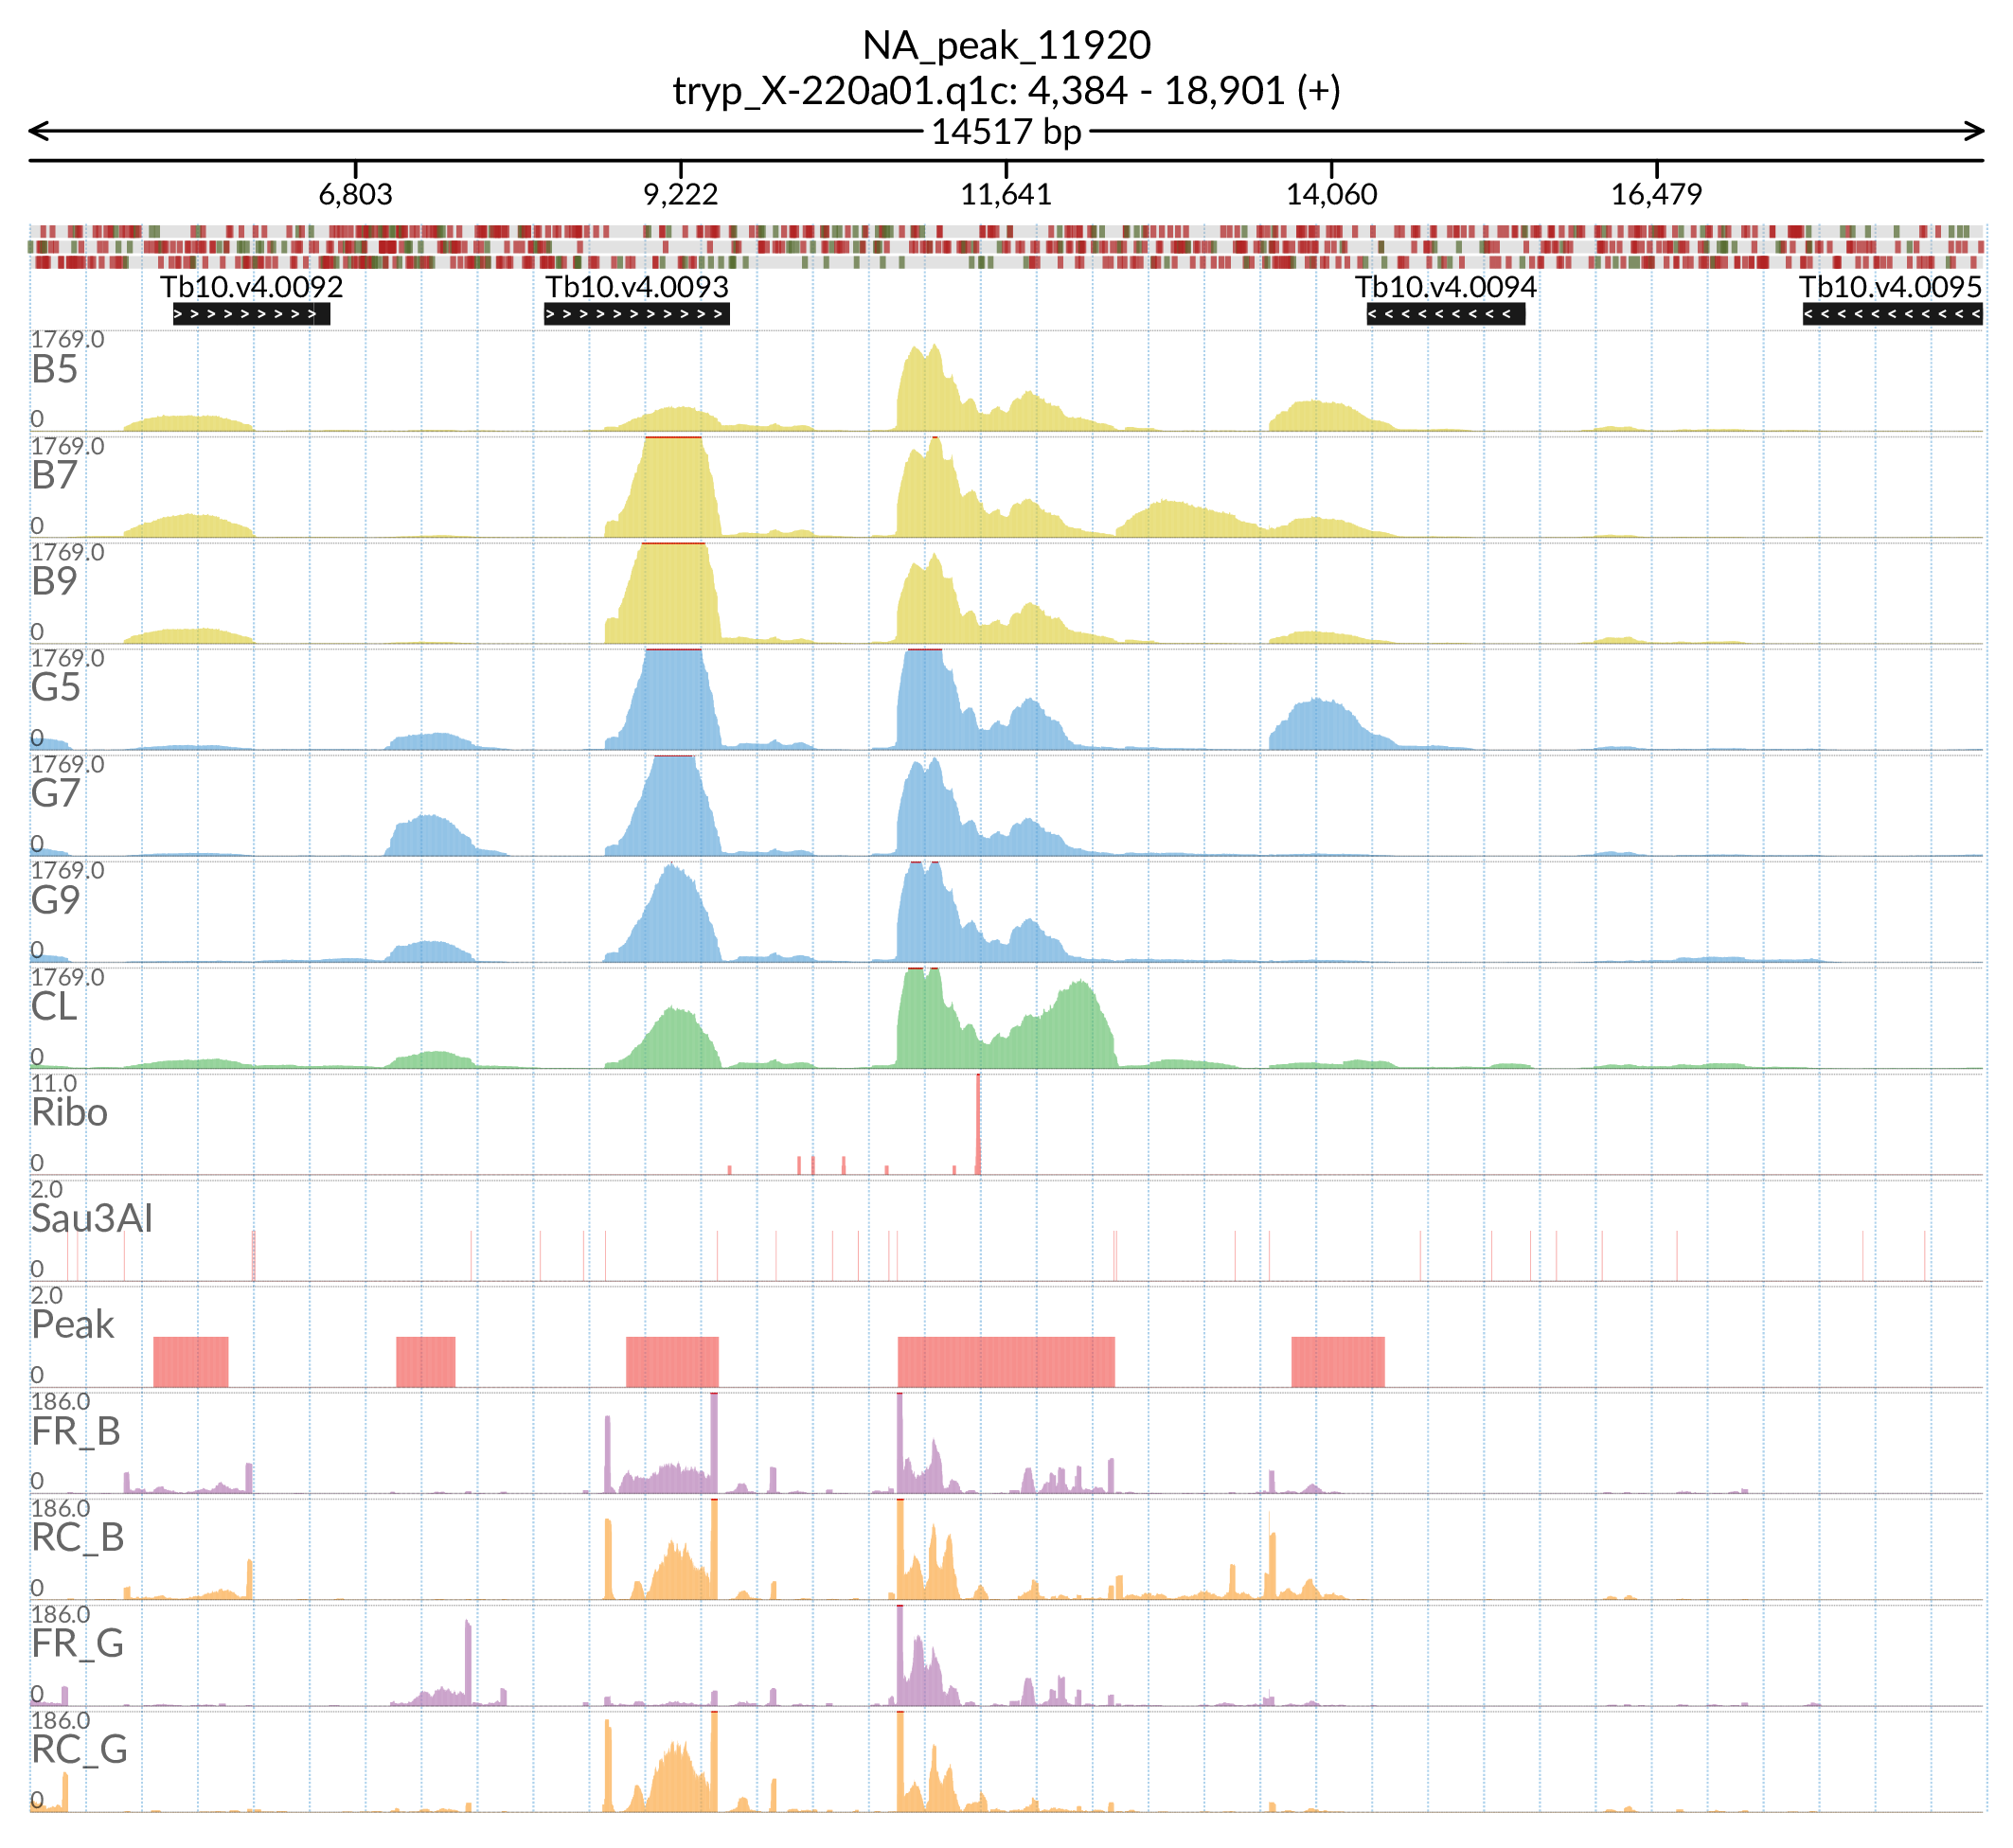 NA_peak_11920
tryp_X-220a01.q1c: 4,384 - 18,901 (+)
14517 bp
6,803 9,222 11,641 14,060 16,479
Tb10.v4.0092 Tb10.v4.0093 Tb10.v4.0094 Tb10.v4.0095
1769.0
B5
0
1769.0
B7
0
1769.0
B9
0
1769.0
G5
0
1769.0
G7
0
1769.0
G9
0
1769.0
CL
0
11.0
Ribo
0
2.0
Sau3AI
0
2.0
Peak
0
186.0
FR_B
0
186.0
RC_B
0
186.0
FR_G
0
186.0
RC_G
0